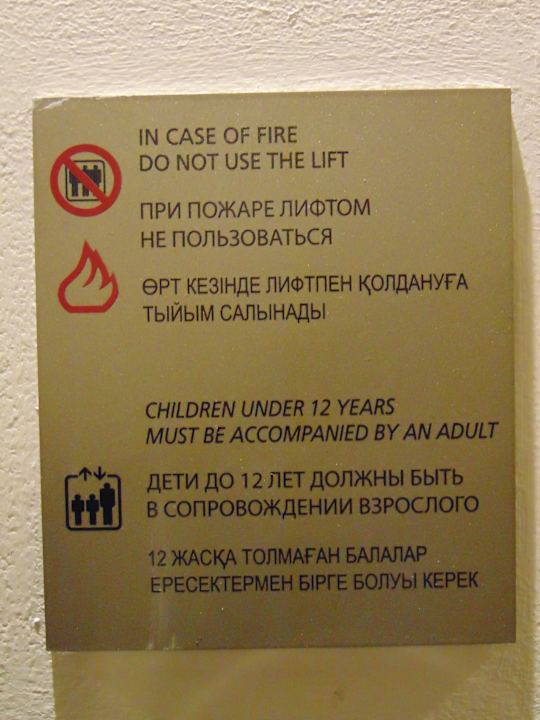 IN CASE OF FIRE
DO NOT USE THE LIFT
ПРИ ПОЖАРЕ ЛИФТОМ
НЕ ПОЛЬЗОВАТЬСЯ
ӨРТ КЕЗІНДЕ ЛИФТПЕН ҚОЛДАНУҒА
ТЫЙЫМ САЛЫНАДЫ
CHILDREN UNDER 12 YEARS
MUST BE ACCOMPANIED BY AN ADULT
ДЕТИ ДО 12 ЛЕТ ДОЛЖНЫ БЫТЬ
В СОПРОВОЖДЕНИИ ВЗРОСЛОГО
12 ЖАСҚА ТОЛМАҒАН БАЛАЛАР
ЕРЕСЕКТЕРМЕН БІРГЕ БОЛУЫ КЕРЕК